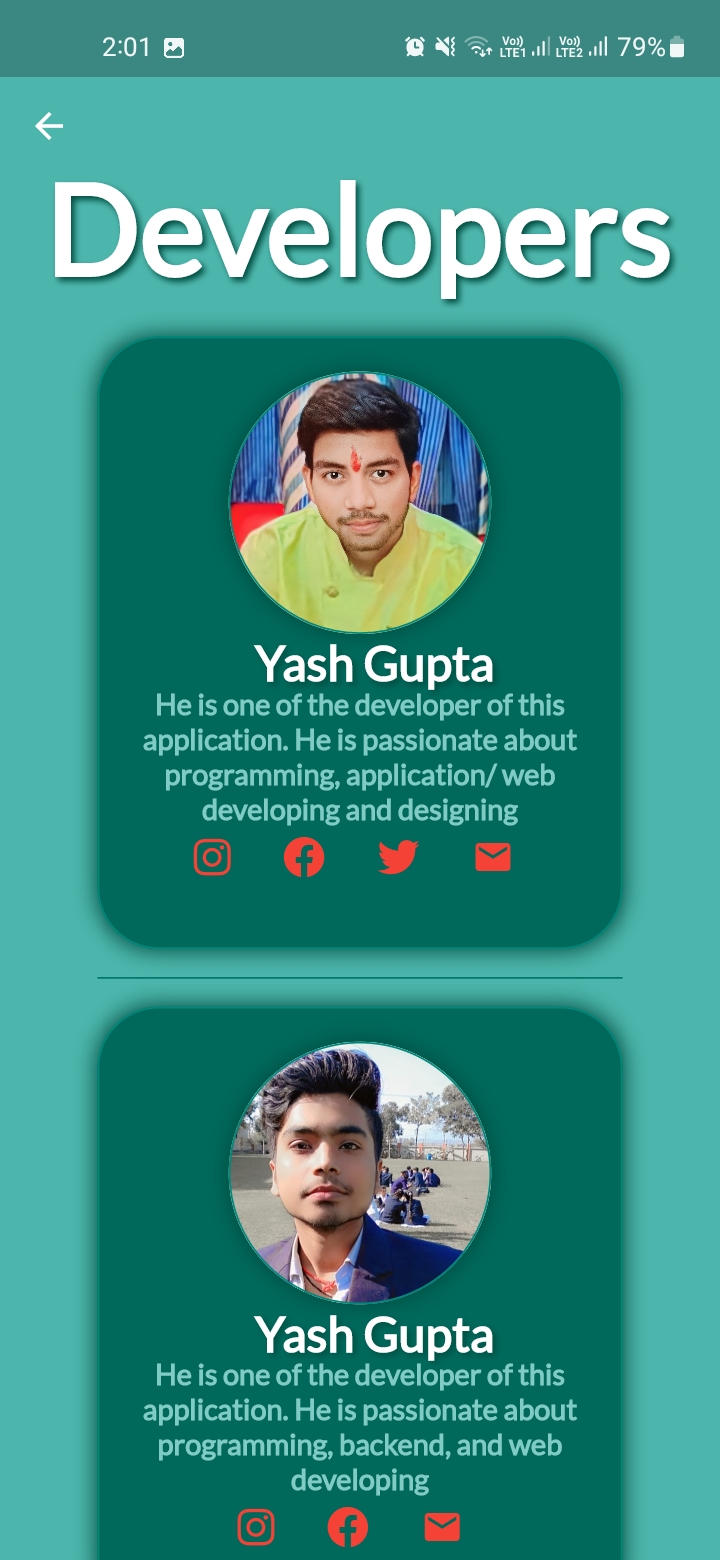 2:01 Vo)) LTE1 Vo)) LTE2 79%
Developers
Yash Gupta
He is one of the developer of this
application. He is passionate about
programming, application/ web
developing and designing
Yash Gupta
He is one of the developer of this
application. He is passionate about
programming, backend, and web
developing